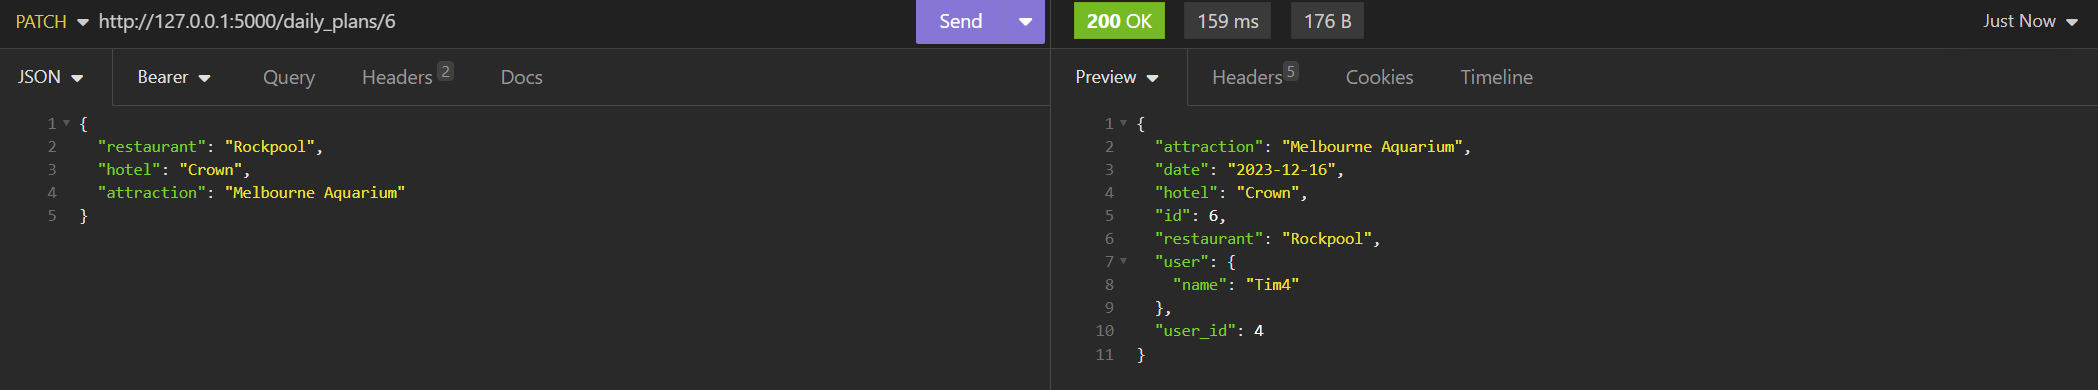 PATCH http://127.0.0.1:5000/daily_plans/6 Send
JSON Bearer Query Headers 2 Docs
1 {
2 "restaurant": "Rockpool",
3 "hotel": "Crown",
4 "attraction": "Melbourne Aquarium"
5 }
200 OK 159 ms 176 B Just Now
Preview Headers 5 Cookies Timeline
1 {
2 "attraction": "Melbourne Aquarium",
3 "date": "2023-12-16",
4 "hotel": "Crown",
5 "id": 6,
6 "restaurant": "Rockpool",
7 "user": {
8 "name": "Tim4"
9 },
10 "user_id": 4
11 }